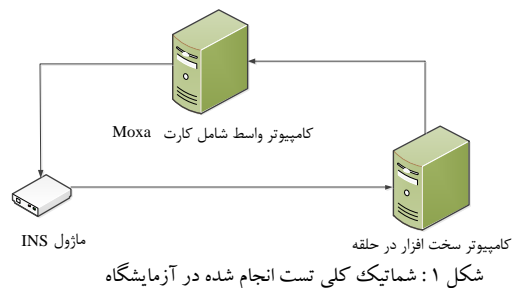 کامپیوتر واسط شامل کارت Moxa
ماژول INS
کامپیوتر سخت افزار در حلقه
شکل ۱: شماتیک کلی تست انجام شده در آزمایشگاه